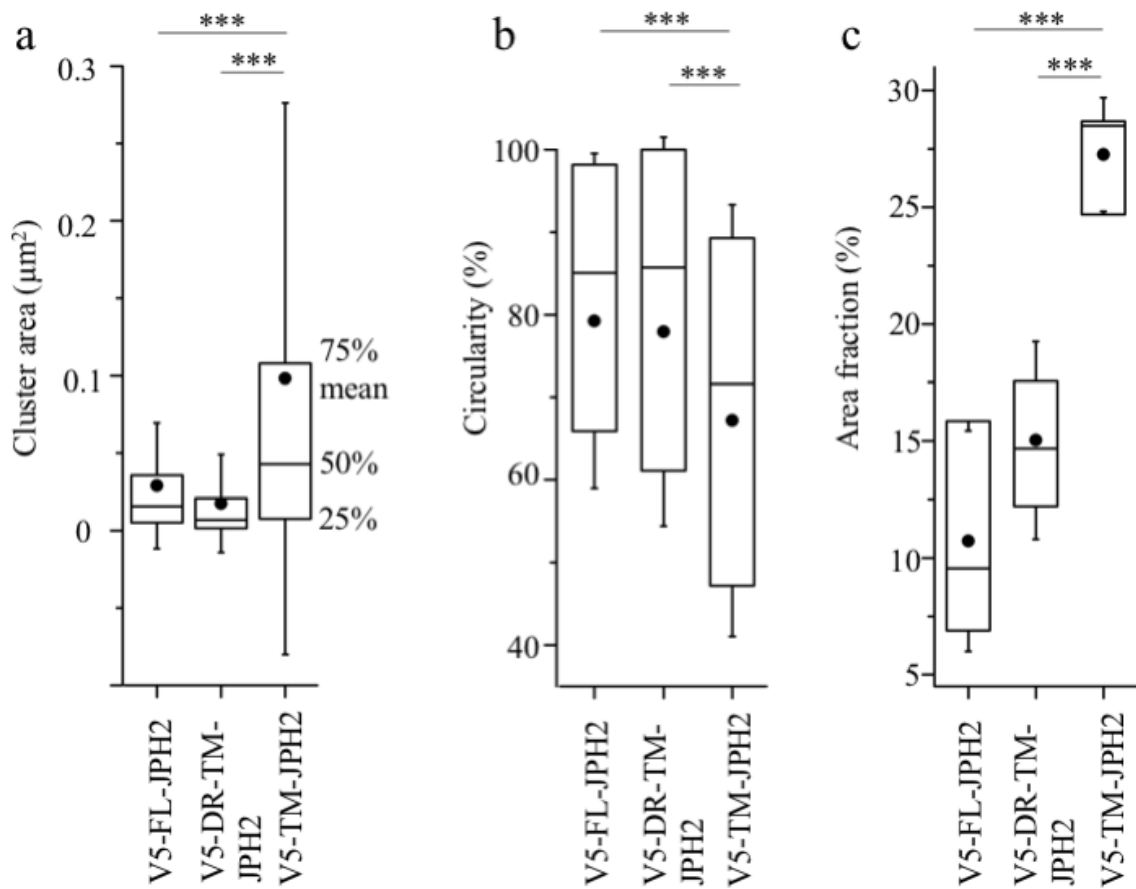 a
***
***
0.3
0.2
0.1
0
Cluster area (μm²)
75%
mean
50%
25%
V5-FL-JPH2
V5-DR-TM-
JPH2
V5-TM-JPH2
b
***
***
100
80
60
40
Circularity (%)
V5-FL-JPH2
V5-DR-TM-
JPH2
V5-TM-JPH2
c
***
***
30
25
20
15
10
5
Area fraction (%)
V5-FL-JPH2
V5-DR-TM-
JPH2
V5-TM-JPH2